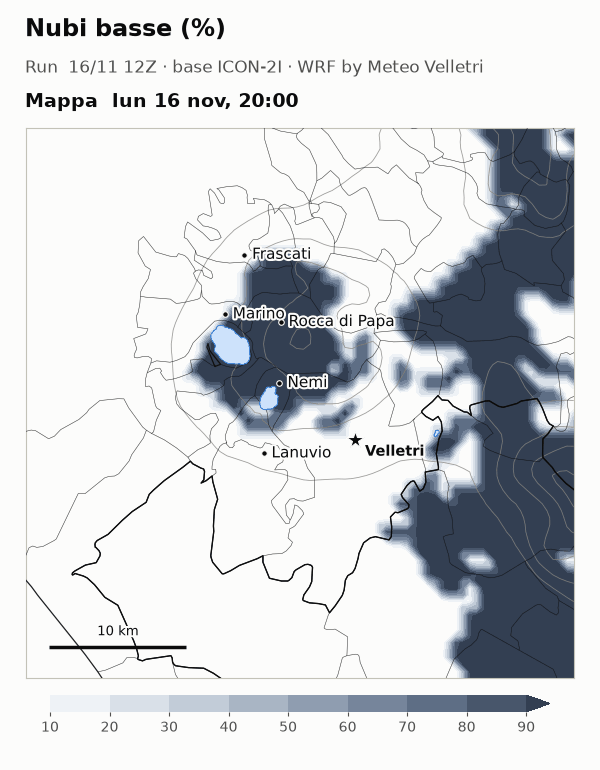 Nubi basse (%)
Run  16/11 12Z · base ICON-2I · WRF by Meteo Velletri
Mappa  lun 16 nov, 20:00
Frascati
Marino
Rocca di Papa
Nemi
Velletri
Lanuvio
10 km
10 20 30 40 50 60 70 80 90